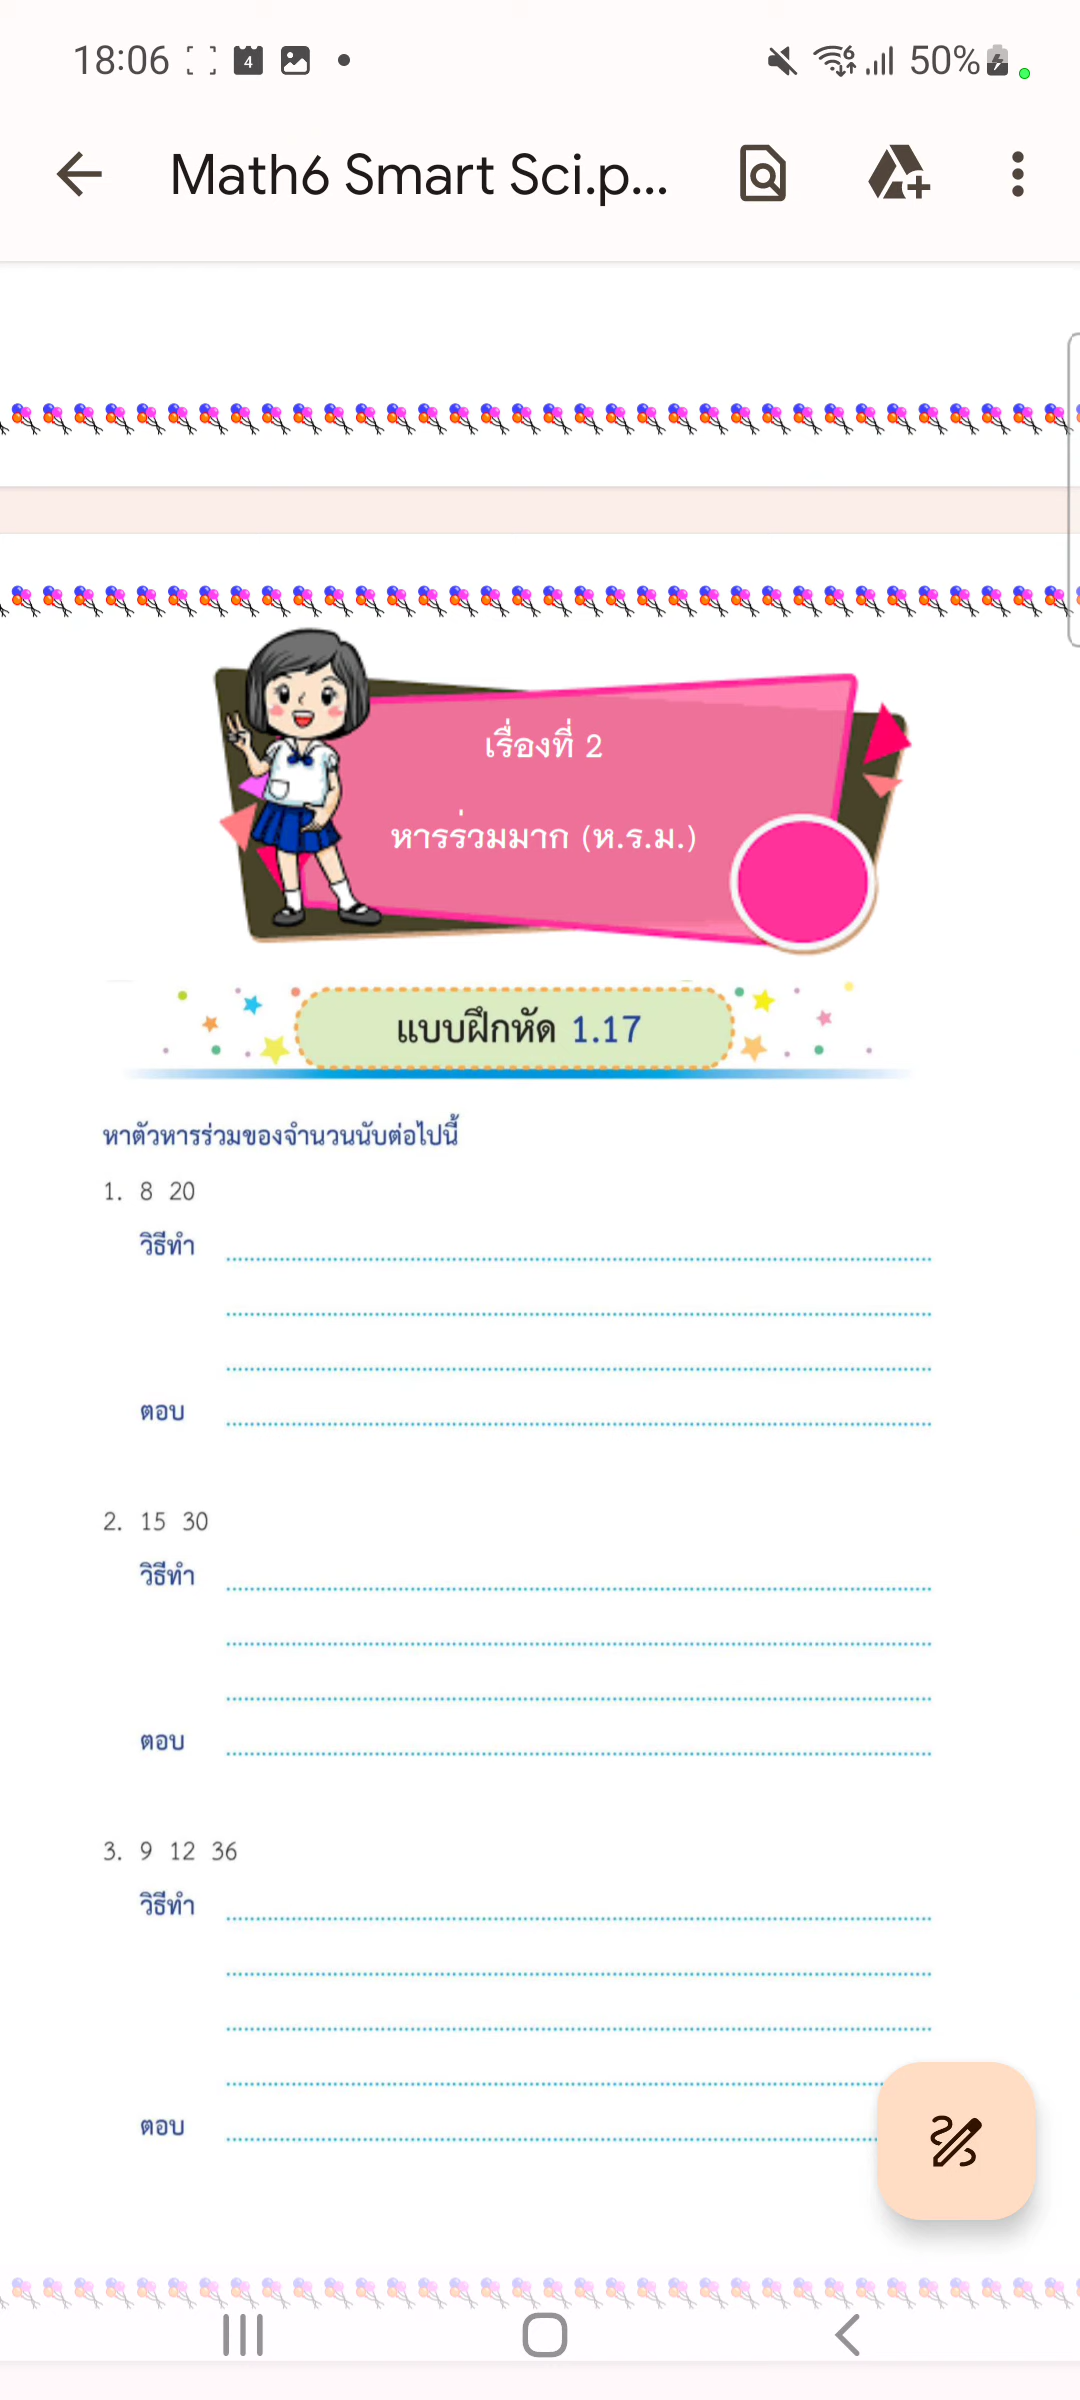 18:06 4 6 50%
Math6 Smart Sci.p...
เรื่องที่ 2
หารร่วมมาก (ห.ร.ม.)
แบบฝึกหัด 1.17
หาตัวหารร่วมของจำนวนนับต่อไปนี้
1. 8 20
วิธีทำ
ตอบ
2. 15 30
วิธีทำ
ตอบ
3. 9 12 36
วิธีทำ
ตอบ